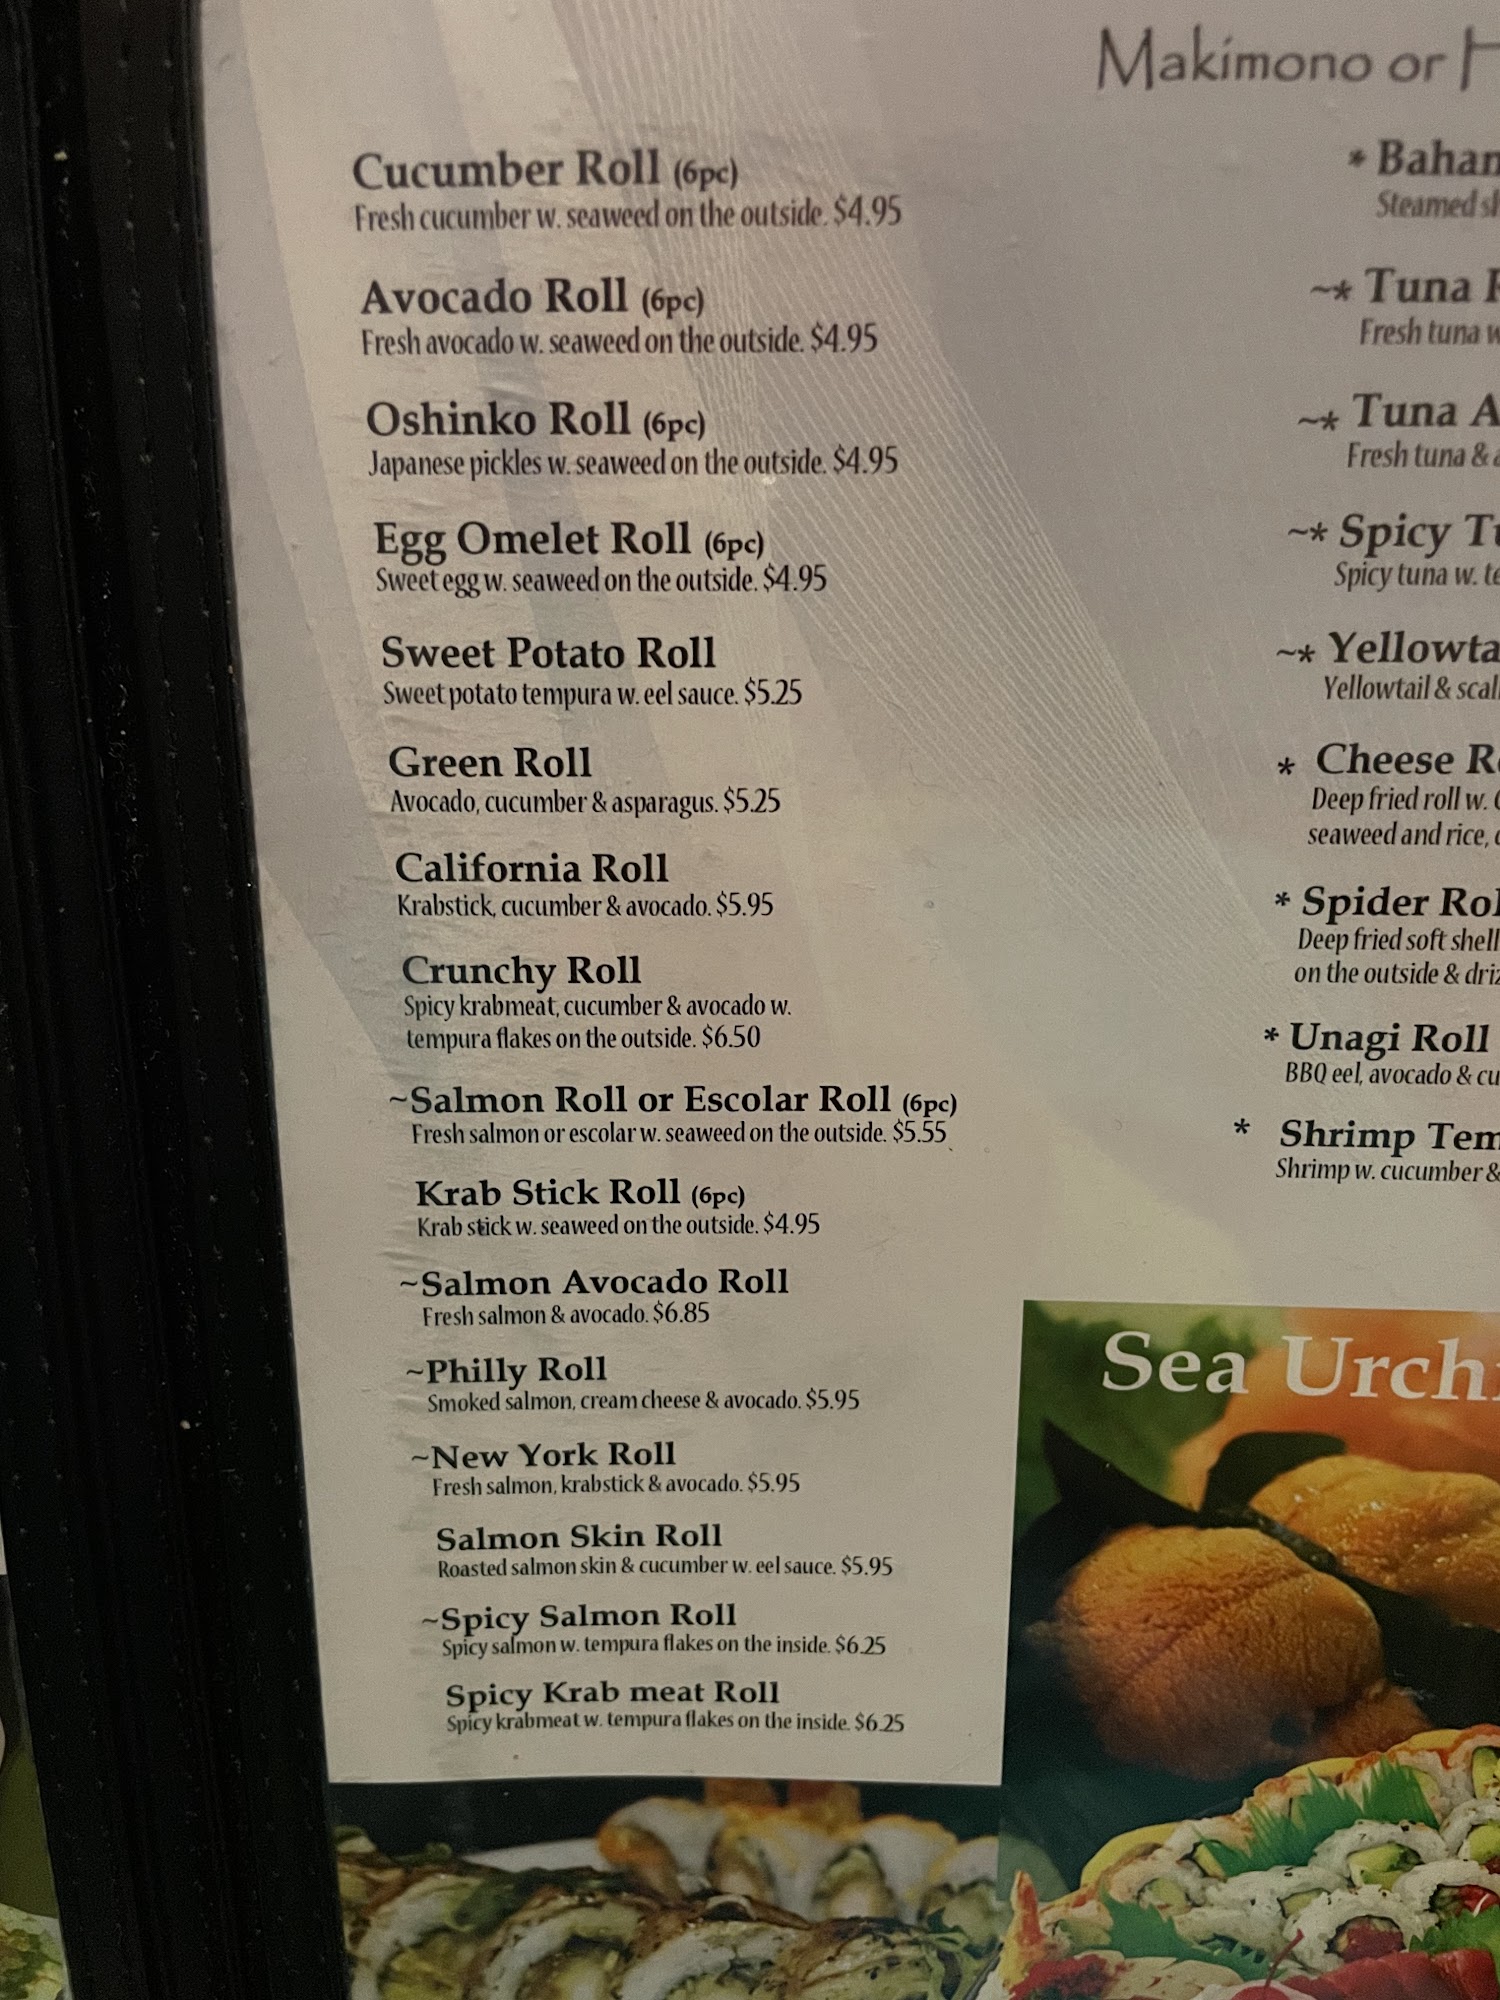 Makimono or
Cucumber Roll (6pc)
Fresh cucumber w. seaweed on the outside. $4.95
Avocado Roll (6pc)
Fresh avocado w. seaweed on the outside. $4.95
Oshinko Roll (6pc)
Japanese pickles w. seaweed on the outside. $4.95
Egg Omelet Roll (6pc)
Sweet egg w. seaweed on the outside. $4.95
Sweet Potato Roll
Sweet potato tempura w. eel sauce. $5.25
Green Roll
Avocado, cucumber & asparagus. $5.25
California Roll
Krabstick, cucumber & avocado. $5.95
Crunchy Roll
Spicy krabmeat, cucumber & avocado w.
tempura flakes on the outside. $6.50
~Salmon Roll or Escolar Roll (6pc)
Fresh salmon or escolar w. seaweed on the outside. $5.55
Krab Stick Roll (6pc)
Krab stick w. seaweed on the outside. $4.95
~Salmon Avocado Roll
Fresh salmon & avocado. $6.85
~Philly Roll
Smoked salmon, cream cheese & avocado. $5.95
~New York Roll
Fresh salmon, krabstick & avocado. $5.95
Salmon Skin Roll
Roasted salmon skin & cucumber w. eel sauce. $5.95
~Spicy Salmon Roll
Spicy salmon w. tempura flakes on the inside. $6.25
Spicy Krab meat Roll
Spicy krabmeat w. tempura flakes on the inside. $6.25
* Baham
Steamed sh
~* Tuna R
Fresh tuna w
~* Tuna A
Fresh tuna & a
~* Spicy Tu
Spicy tuna w. te
~* Yellowta
Yellowtail & scal
* Cheese Ro
Deep fried roll w.
seaweed and rice,
* Spider Rol
Deep fried soft shell
on the outside & driz
* Unagi Roll
BBQ eel, avocado & cu
* Shrimp Tem
Shrimp w. cucumber &
Sea Urchi